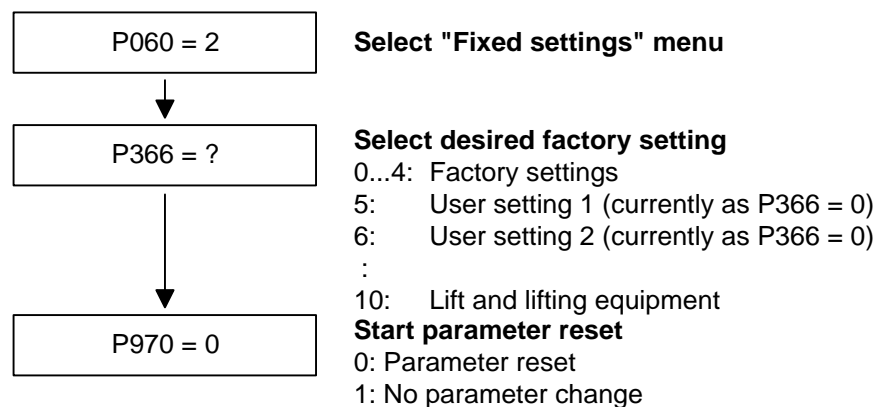 P060 = 2
Select "Fixed settings" menu
P366 = ?
Select desired factory setting
0...4: Factory settings
5: User setting 1 (currently as P366 = 0)
6: User setting 2 (currently as P366 = 0)
:
10: Lift and lifting equipment
P970 = 0
Start parameter reset
0: Parameter reset
1: No parameter change